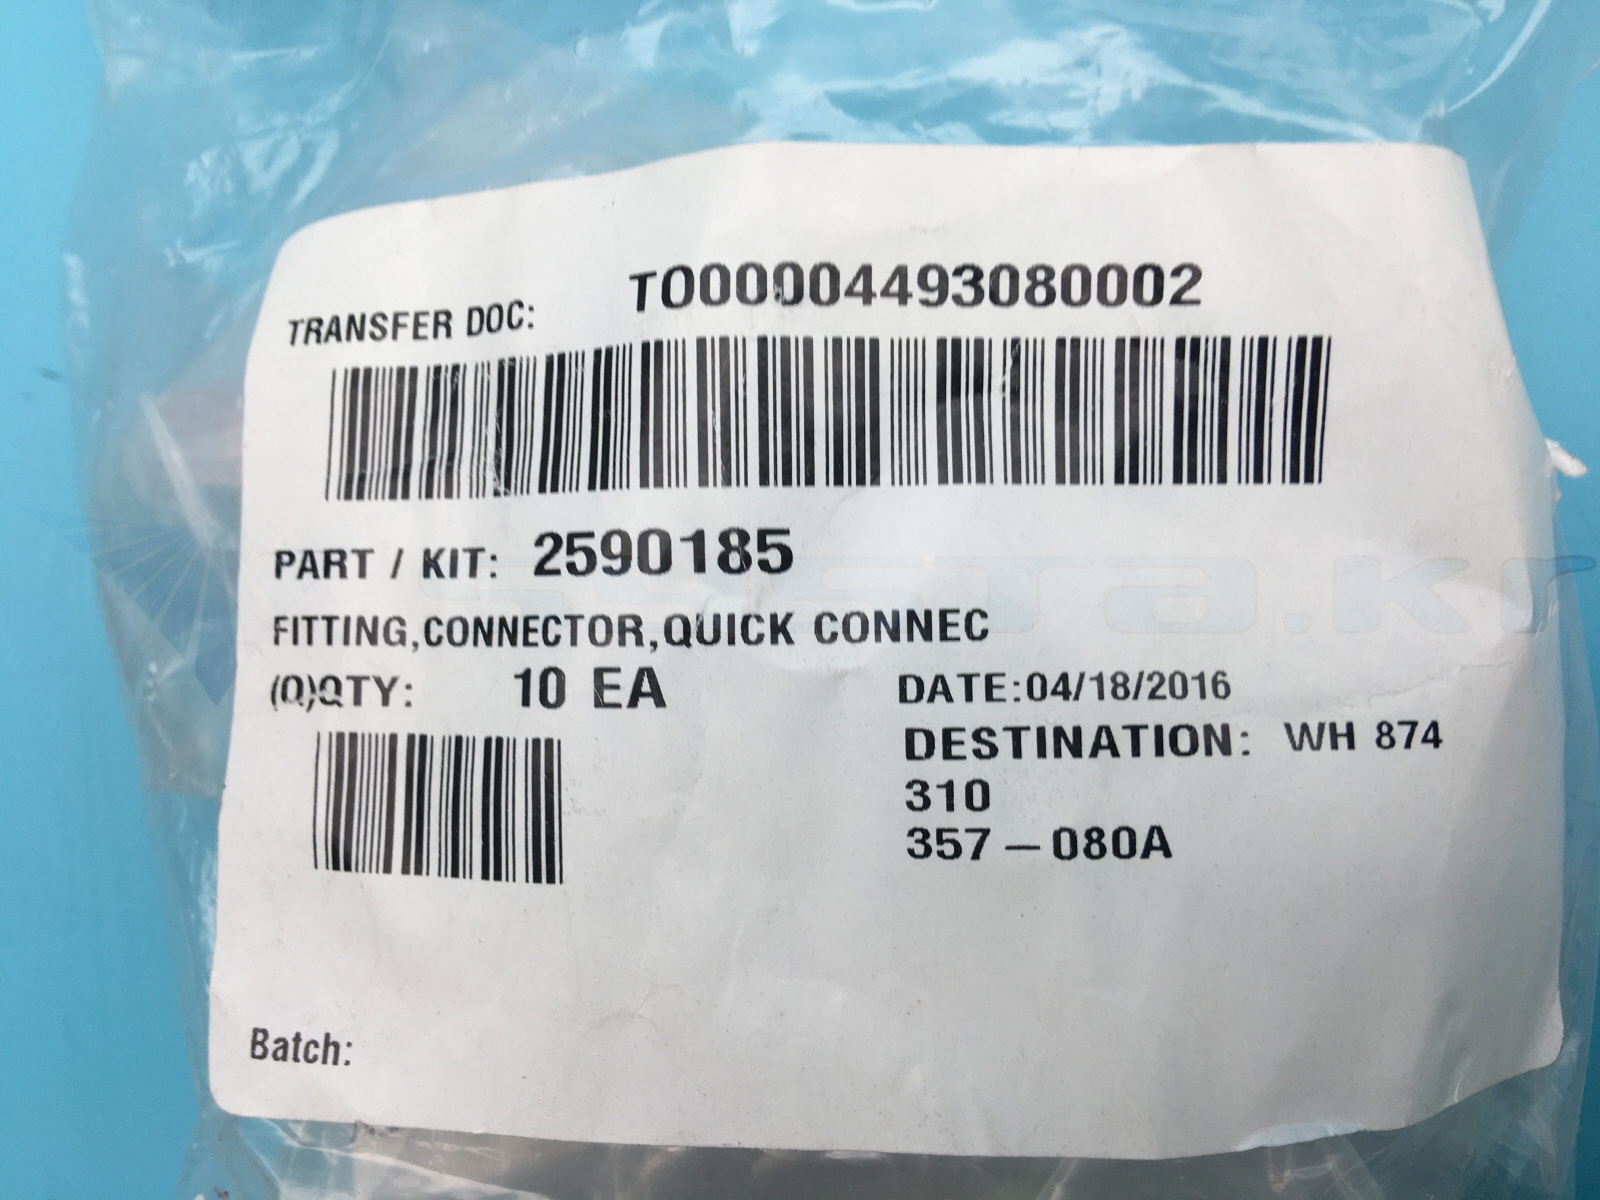 TRANSFER DOC: TO00004493080002
PART / KIT: 2590185
FITTING,CONNECTOR,QUICK CONNEC
(Q)QTY: 10 EA
DATE:04/18/2016
DESTINATION: WH 874
310
357-080A
Batch: